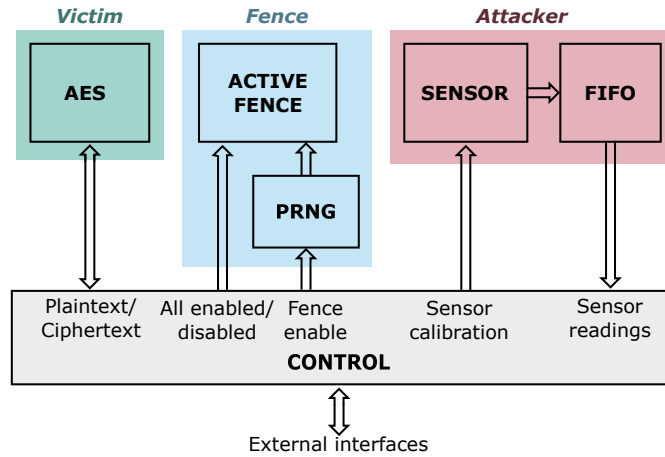 Victim
Fence
Attacker
AES
ACTIVE
FENCE
SENSOR
FIFO
PRNG
Plaintext/
Ciphertext
All enabled/
disabled
Fence
enable
Sensor
calibration
Sensor
readings
CONTROL
External interfaces